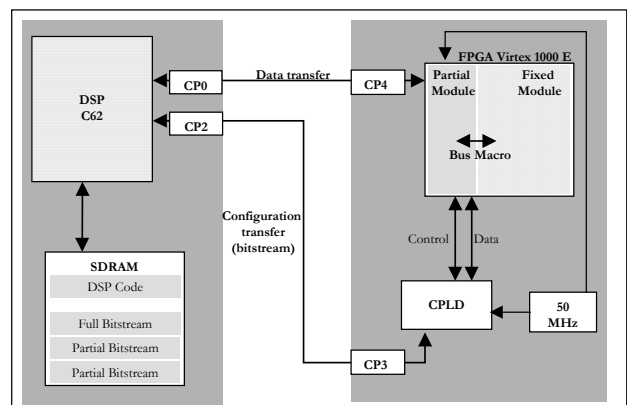 DSP
C62
CP0
CP2
Data transfer
CP4
FPGA Virtex 1000 E
Partial
Module
Fixed
Module
Bus Macro
Configuration
transfer
(bitstream)
Control
Data
SDRAM
DSP Code
Full Bitstream
Partial Bitstream
Partial Bitstream
CPLD
50
MHz
CP3